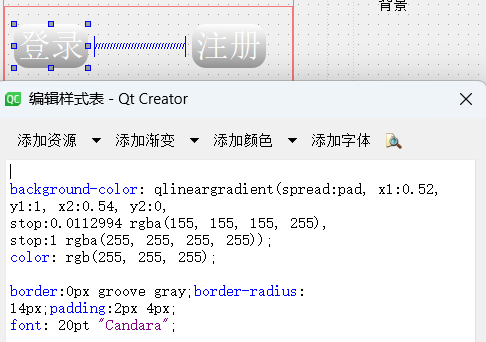 背景
登录 注册
编辑样式表 - Qt Creator
添加资源 添加渐变 添加颜色 添加字体
background-color: qlineargradient(spread:pad, x1:0.52,
y1:1, x2:0.54, y2:0,
stop:0.0112994 rgba(155, 155, 155, 255),
stop:1 rgba(255, 255, 255, 255));
color: rgb(255, 255, 255);
border:0px groove gray;border-radius:
14px;padding:2px 4px;
font: 20pt "Candara";